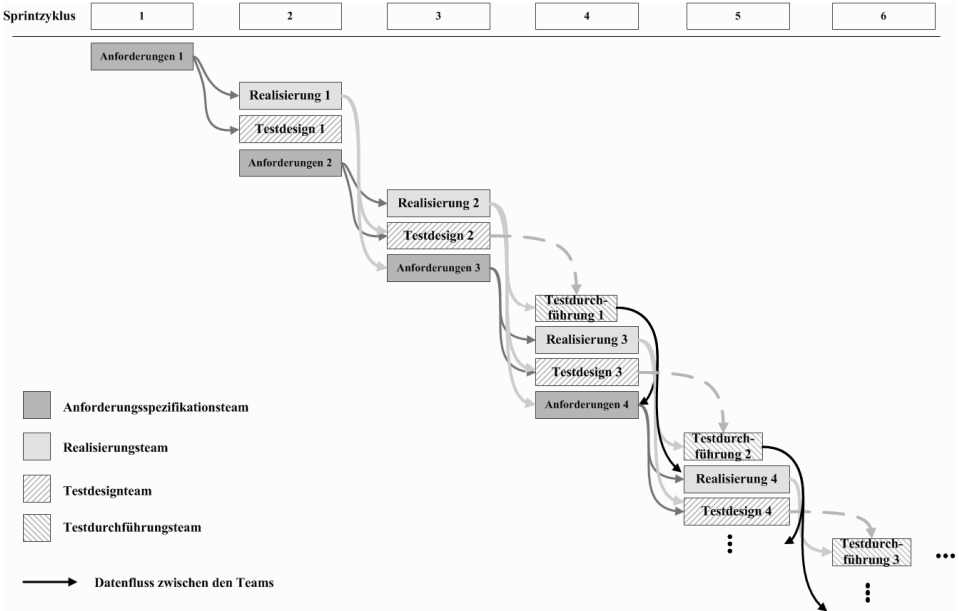 Sprintzyklus 1 2 3 4 5 6
Anforderungen 1
Realisierung 1
Testdesign 1
Anforderungen 2
Realisierung 2
Testdesign 2
Anforderungen 3
Testdurch-
führung 1
Realisierung 3
Testdesign 3
Anforderungen 4
Testdurch-
führung 2
Realisierung 4
Testdesign 4
Testdurch-
führung 3
Anforderungsspezifikationsteam
Realisierungsteam
Testdesignteam
Testdurchführungsteam
Datenfluss zwischen den Teams